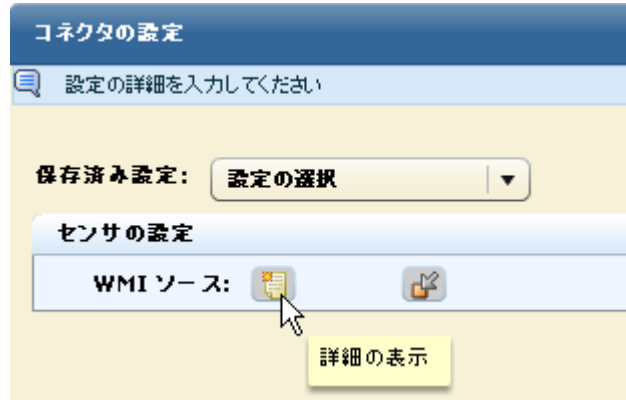 コネクタの設定
設定の詳細を入力してください
保存済み設定: 設定の選択
センサの設定
WMI ソース:
詳細の表示